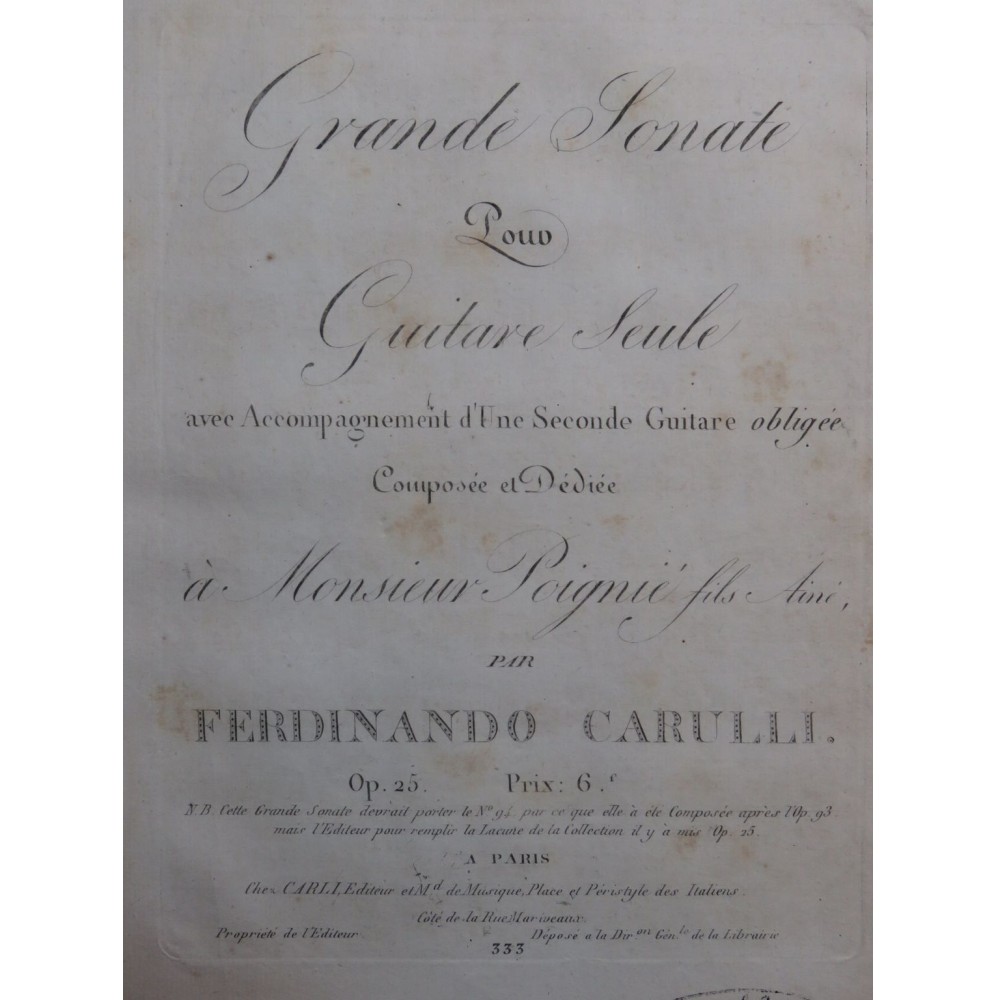 Grande Sonate
Pour
Guitare Seule
avec Accompagnement d'Une Seconde Guitare obligée
Composée et Dédiée
à Monsieur Poignié fils Ainé,
PAR
FERDINANDO CARULLI.
Op. 25. Prix: 6.f
N.B. Cette Grande Sonate devrait porter le No. 94. par ce que elle à été Composée après l'Op. 93.
mais l'Editeur pour remplir la Lacune de la Collection il y à mis Op. 25.
A PARIS
Chez CARLI, Editeur et Md. de Musique, Place et Péristyle des Italiens.
Côté de la Rue Marivaux.
Propriété de l'Editeur. Déposé a la Diron Génle de la Librairie
333